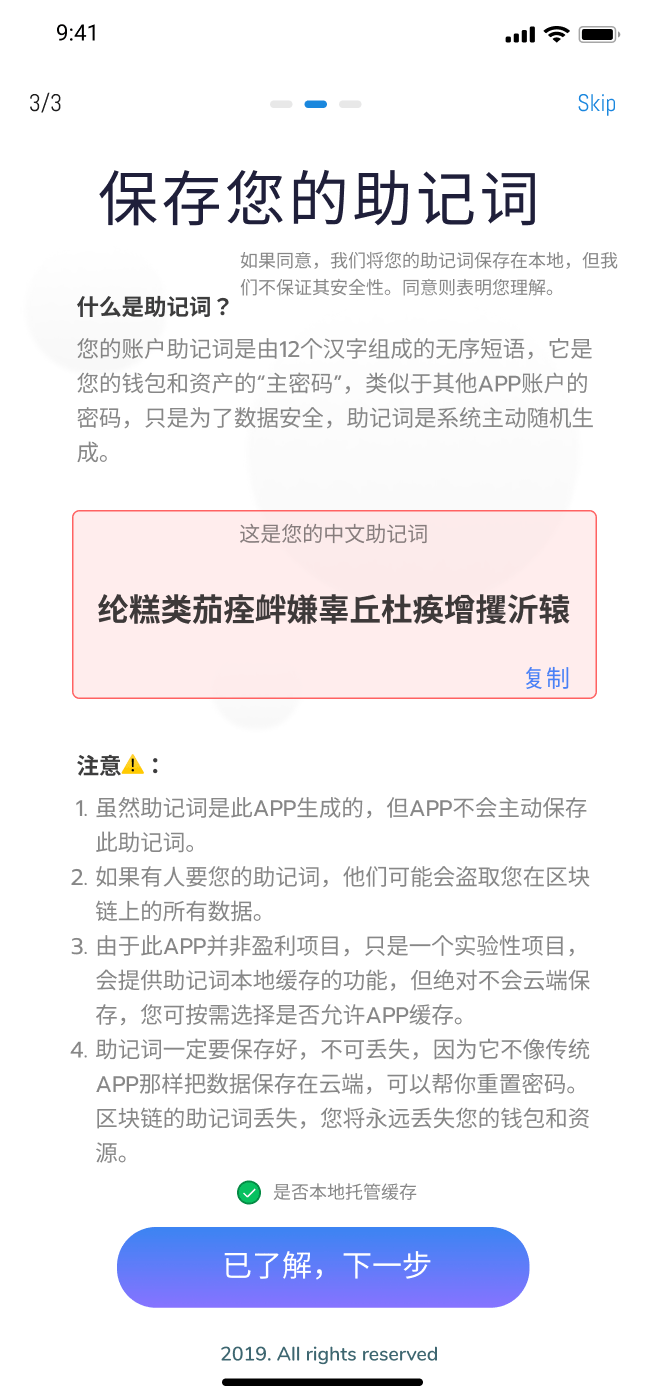 9:41
3/3
Skip
保存您的助记词
如果同意，我们将您的助记词保存在本地，但我
们不保证其安全性。同意则表明您理解。
什么是助记词？
您的账户助记词是由12个汉字组成的无序短语，它是
您的钱包和资产的“主密码”，类似于其他APP账户的
密码，只是为了数据安全，助记词是系统主动随机生
成。
这是您的中文助记词
纶糕类茄痊衅嫌辜丘杜痪增攫沂辕
复制
注意⚠️：
1. 虽然助记词是此APP生成的，但APP不会主动保存
此助记词。
2. 如果有人要您的助记词，他们可能会盗取您在区块
链上的所有数据。
3. 由于此APP并非盈利项目，只是一个实验性项目，
会提供助记词本地缓存的功能，但绝对不会云端保
存，您可按需选择是否允许APP缓存。
4. 助记词一定要保存好，不可丢失，因为它不像传统
APP那样把数据保存在云端，可以帮你重置密码。
区块链的助记词丢失，您将永远丢失您的钱包和资
源。
是否本地托管缓存
已了解，下一步
2019. All rights reserved